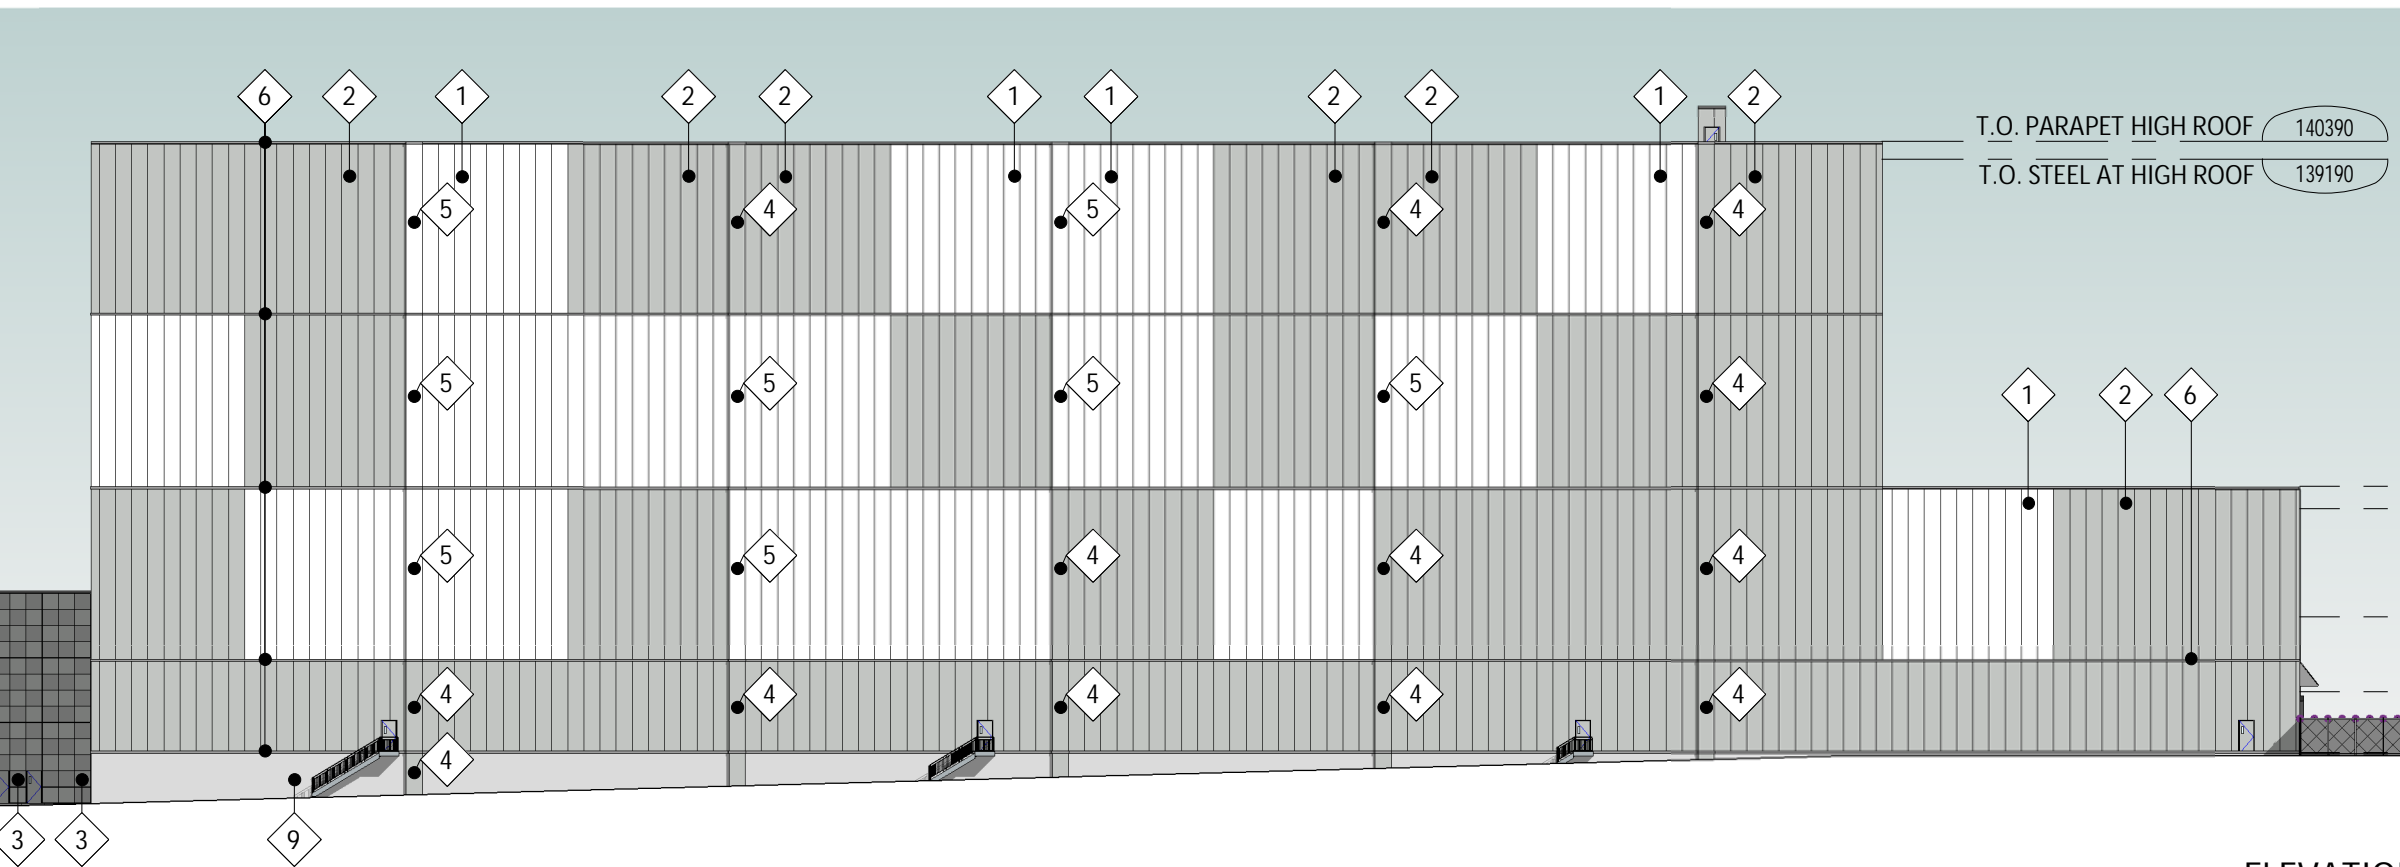 6 2 1 2 2 1 1 2 2 1 2
T.O. PARAPET HIGH ROOF 140390
T.O. STEEL AT HIGH ROOF 139190
5 4 5 4 4
5 5 5 5 4
1 2 6
5 5 4 4 4
4 4 4 4 4
4
3 3 9